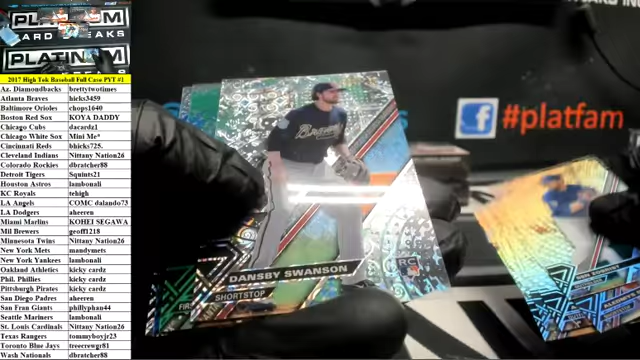 PLATINUM
CARD BREAKS
PLATINUM
2017 High Tek Baseball Full Case PYT #1
Az. Diamondbacks brettytwotimes
Atlanta Braves hicks3459
Baltimore Orioles chops1640
Boston Red Sox KOYA DADDY
Chicago Cubs dacardz1
Chicago White Sox Mini Me*
Cincinnati Reds bhicks725.
Cleveland Indians Nittany Nation26
Colorado Rockies dbratcher88
Detroit Tigers Squints21
Houston Astros lambonali
KC Royals tehigh
LA Angels COMC dalando73
LA Dodgers aheeren
Miami Marlins KOHEI SEGAWA
Mil Brewers geoff1218
Minnesota Twins Nittany Nation26
New York Mets mandymets
New York Yankees lambonali
Oakland Athletics kicky cardz
Phil. Phillies kicky cardz
Pittsburgh Pirates kicky cardz
San Diego Padres aheeren
San Fran Giants phillyphan44
Seattle Mariners lambonali
St. Louis Cardinals Nittany Nation26
Texas Rangers tommyboyjr23
Toronto Blue Jays treecrewgr81
Wash Nationals dbratcher88
f #platfam
Braves
DANSBY SWANSON
SHORTSTOP
RC